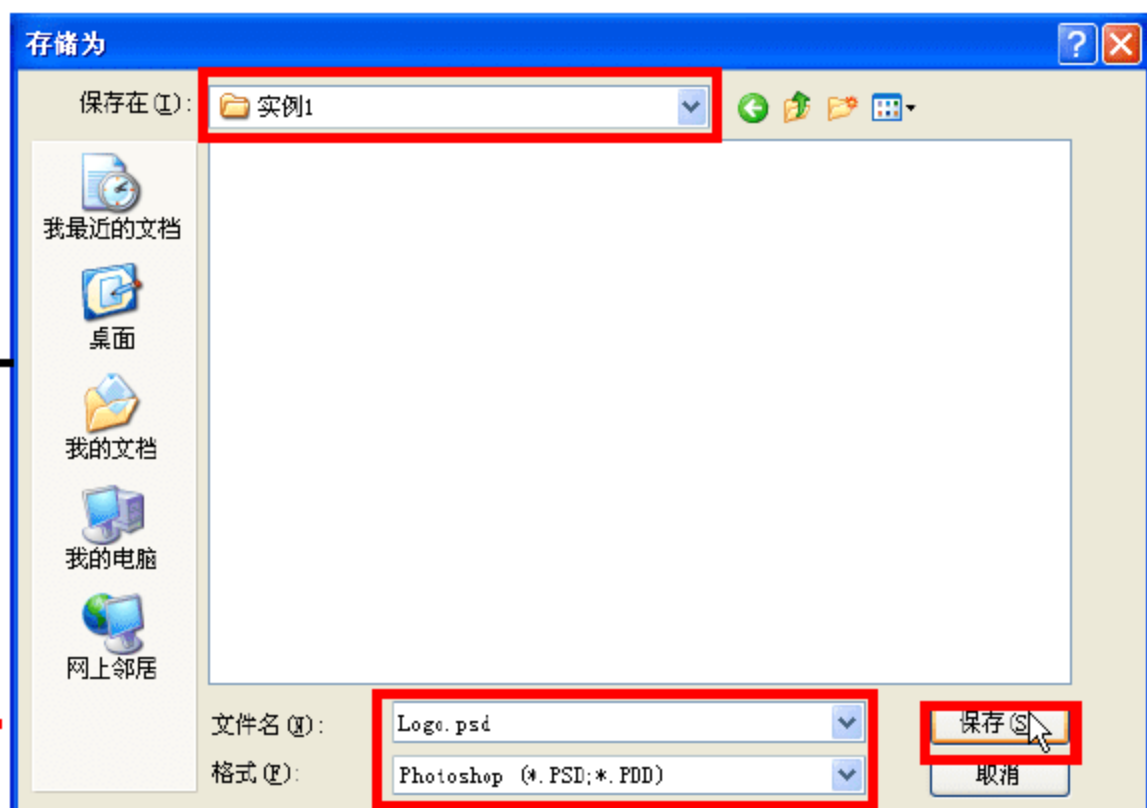 存储为
保存在(I):
实例1
我最近的文档
桌面
我的文档
我的电脑
网上邻居
文件名(N):
Logo.psd
保存(S)
格式(F):
Photoshop (*.PSD;*.PDD)
取消